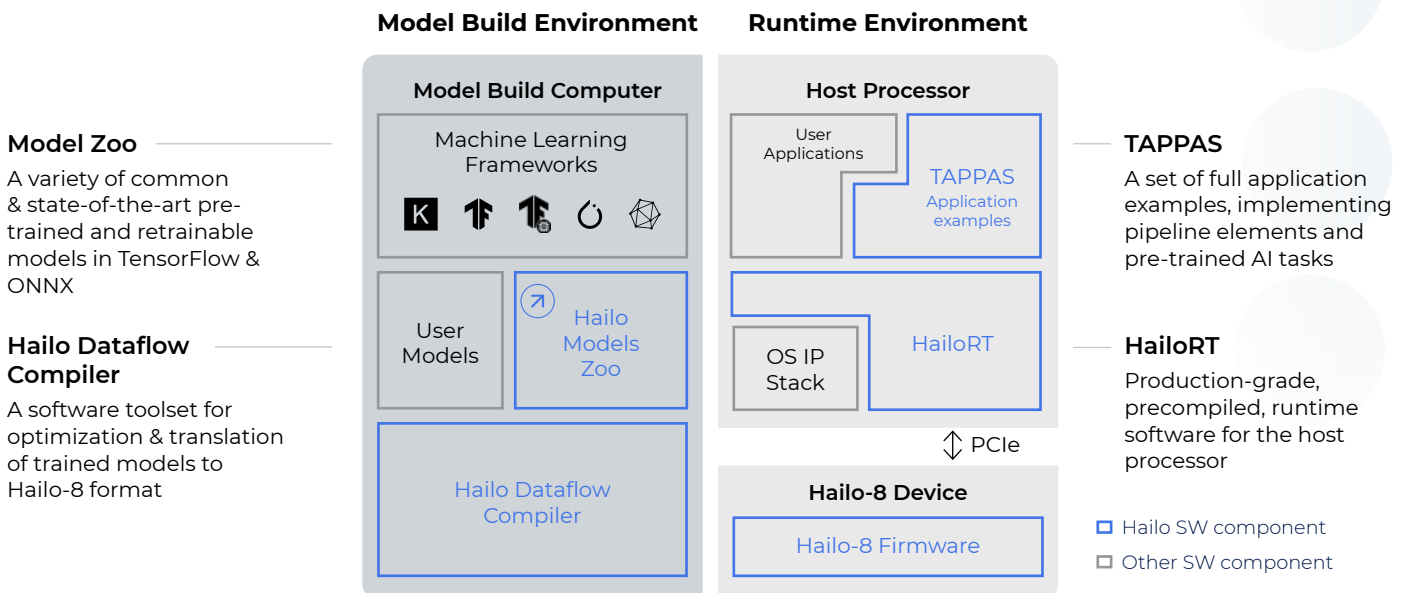 Model Build Environment
Runtime Environment
Model Build Computer
Host Processor
Model Zoo
A variety of common
& state-of-the-art pre-
trained and retrainable
models in TensorFlow &
ONNX
Hailo Dataflow
Compiler
A software toolset for
optimization & translation
of trained models to
Hailo-8 format
Machine Learning
Frameworks
K
User
Models
Hailo
Models
Zoo
Hailo Dataflow
Compiler
User
Applications
TAPPAS
Application
examples
HailoRT
OS IP
Stack
PCIe
Hailo-8 Device
Hailo-8 Firmware
TAPPAS
A set of full application
examples, implementing
pipeline elements and
pre-trained AI tasks
HailoRT
Production-grade,
precompiled, runtime
software for the host
processor
Hailo SW component
Other SW component